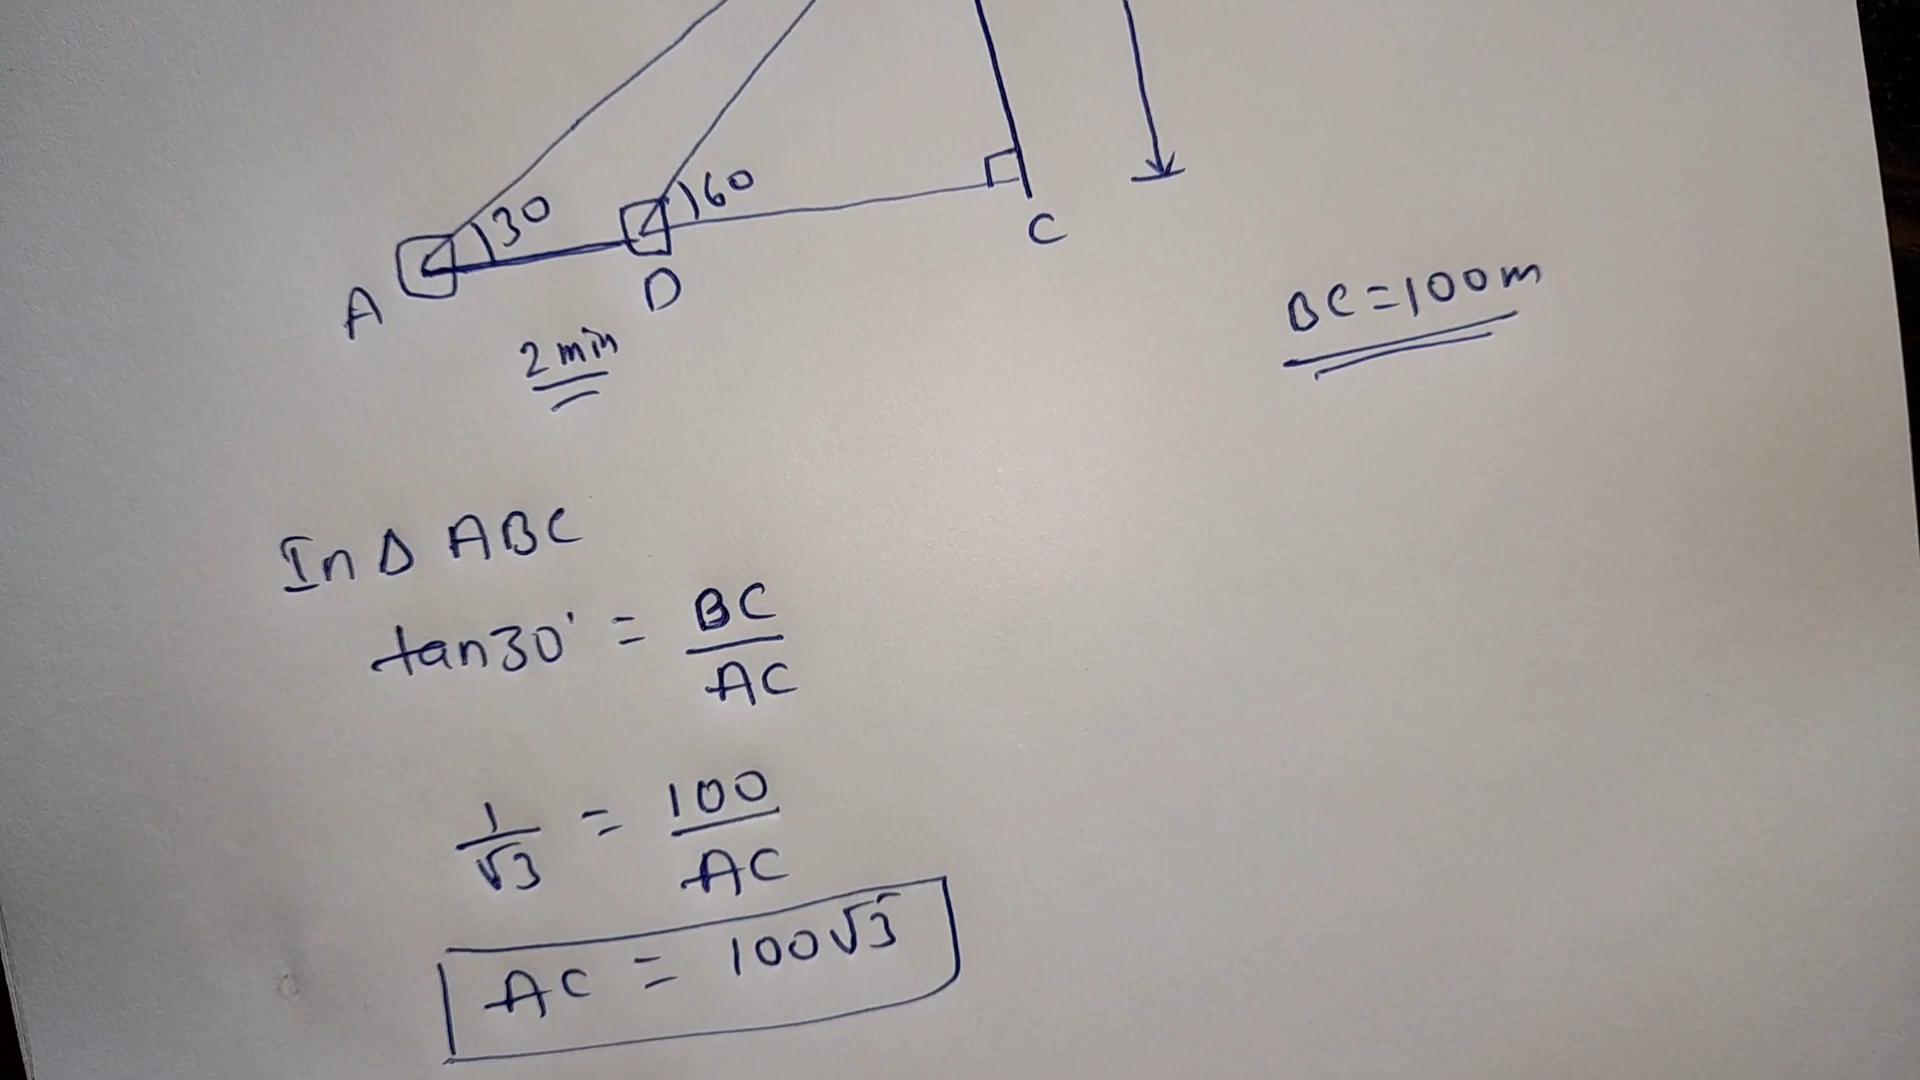 30
60
A
D
C
2 min
BC=100m
In Δ ABC
tan30° = BC/AC
1/√3 = 100/AC
AC = 100√3